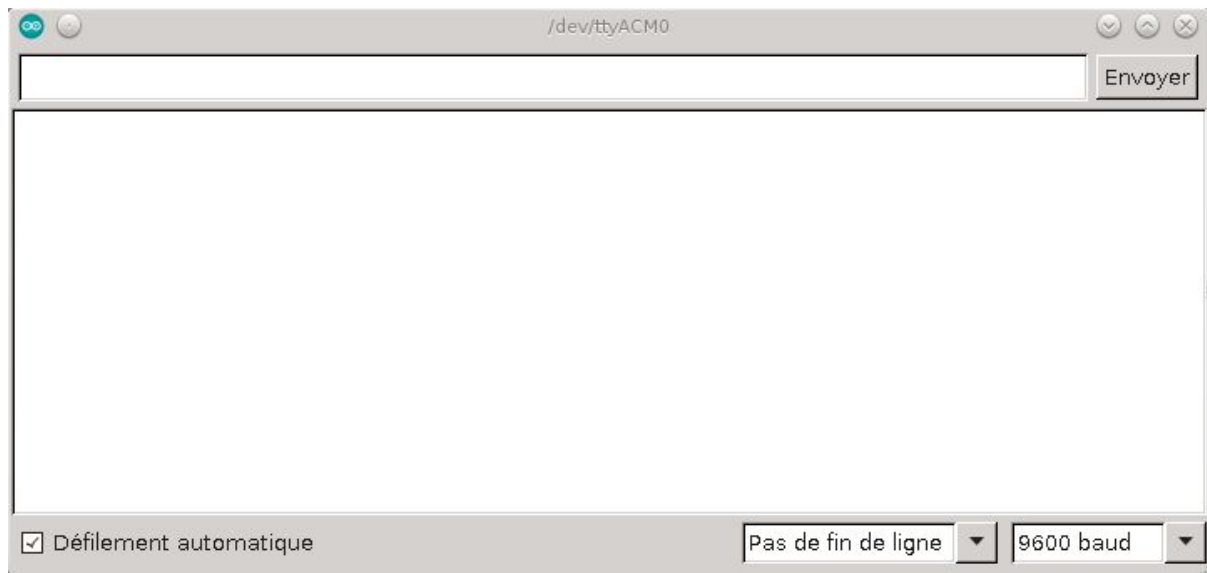 /dev/ttyACM0
Envoyer
Défilement automatique
Pas de fin de ligne
9600 baud